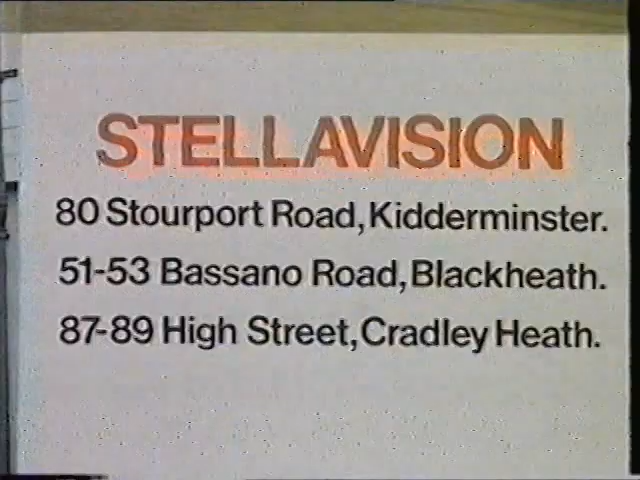 STELLAVISION
80 Stourport Road, Kidderminster.
51-53 Bassano Road, Blackheath.
87-89 High Street, Cradley Heath.